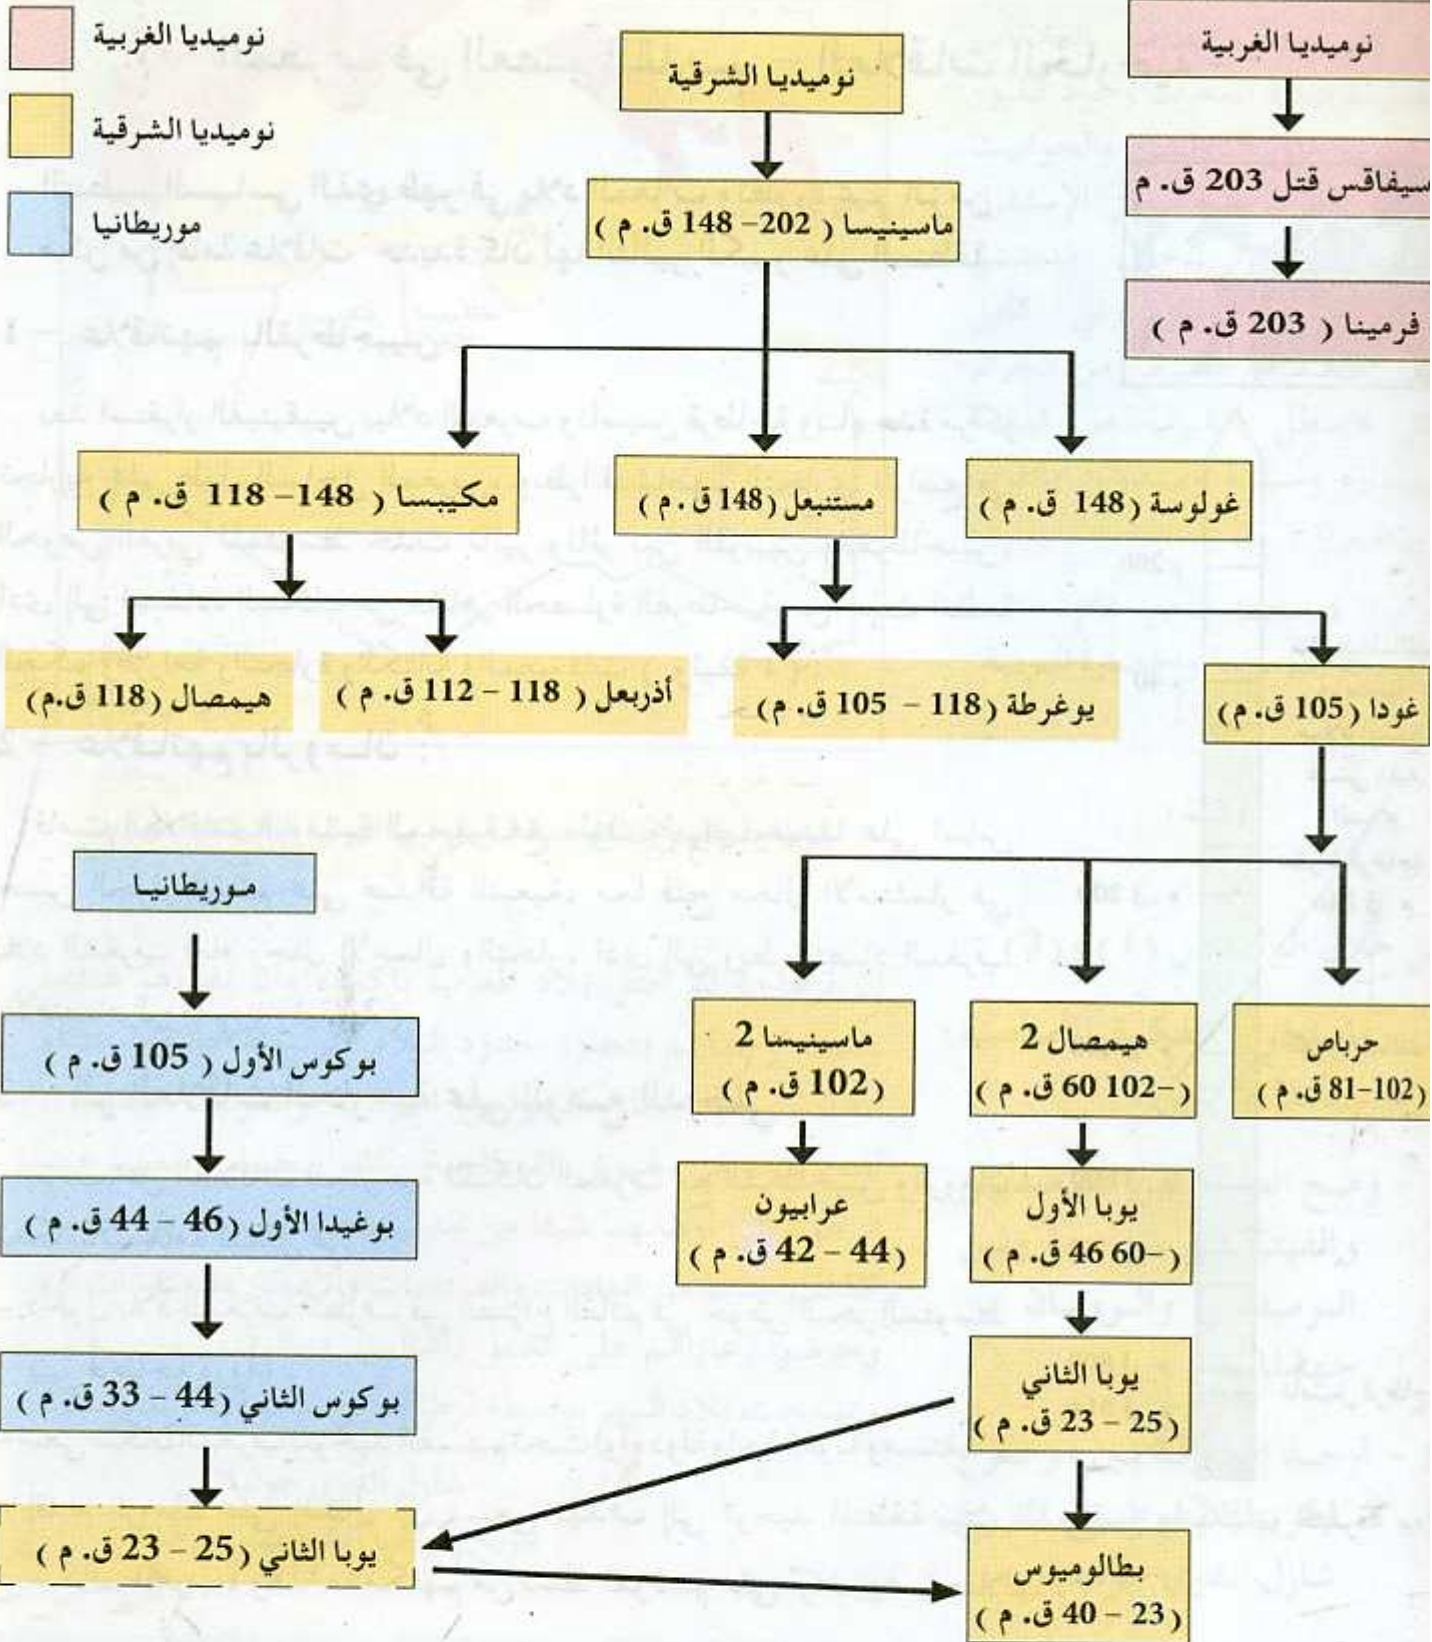 نوميديا الغربية
نوميديا الشرقية
موريطانيا
نوميديا الغربية
سيفاقس قتل 203 ق. م
فرمينا ( 203 ق. م )
نوميديا الشرقية
ماسينيسا ( 202– 148 ق. م )
غولوسة (148 ق. م )
مستنبعل (148 ق . م )
مكيبسا ( 148– 118 ق. م )
غودا (105 ق. م )
يوغرطة (118 – 105 ق. م )
أذربعل ( 118 – 112 ق. م )
هيمصال (118 ق.م)
حرباص
(102–81 ق. م )
هيمصال 2
(–102 60 ق. م )
ماسينيسا 2
(102 ق. م )
يوبا الأول
(–60 46 ق. م )
عرابيون
(44 – 42 ق. م )
يوبا الثاني
(25 – 23 ق. م )
بطالوميوس
(23 – 40 ق. م )
موريطانيا
بوكوس الأول ( 105 ق. م )
بوغيدا الأول (46 – 44 ق. م )
بوكوس الثاني (44 – 33 ق. م )
يوبا الثاني (25 – 23 ق. م )